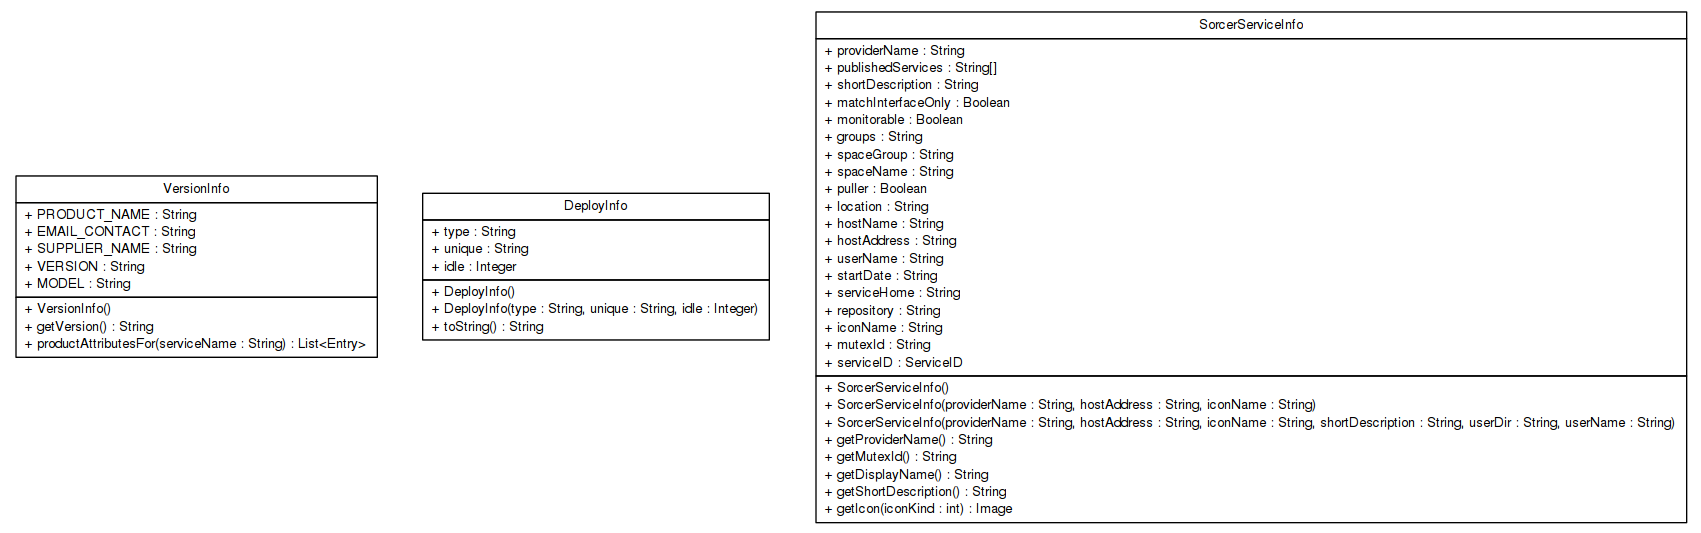 VersionInfo
+ PRODUCT_NAME : String
+ EMAIL_CONTACT : String
+ SUPPLIER_NAME : String
+ VERSION : String
+ MODEL : String
+ VersionInfo()
+ getVersion() : String
+ productAttributesFor(serviceName : String) : List<Entry>
DeployInfo
+ type : String
+ unique : String
+ idle : Integer
+ DeployInfo()
+ DeployInfo(type : String, unique : String, idle : Integer)
+ toString() : String
SorcerServiceInfo
+ providerName : String
+ publishedServices : String[]
+ shortDescription : String
+ matchInterfaceOnly : Boolean
+ monitorable : Boolean
+ groups : String
+ spaceGroup : String
+ spaceName : String
+ puller : Boolean
+ location : String
+ hostName : String
+ hostAddress : String
+ userName : String
+ startDate : String
+ serviceHome : String
+ repository : String
+ iconName : String
+ mutexId : String
+ serviceID : ServiceID
+ SorcerServiceInfo()
+ SorcerServiceInfo(providerName : String, hostAddress : String, iconName : String)
+ SorcerServiceInfo(providerName : String, hostAddress : String, iconName : String, shortDescription : String, userDir : String, userName : String)
+ getProviderName() : String
+ getMutexId() : String
+ getDisplayName() : String
+ getShortDescription() : String
+ getIcon(iconKind : int) : Image